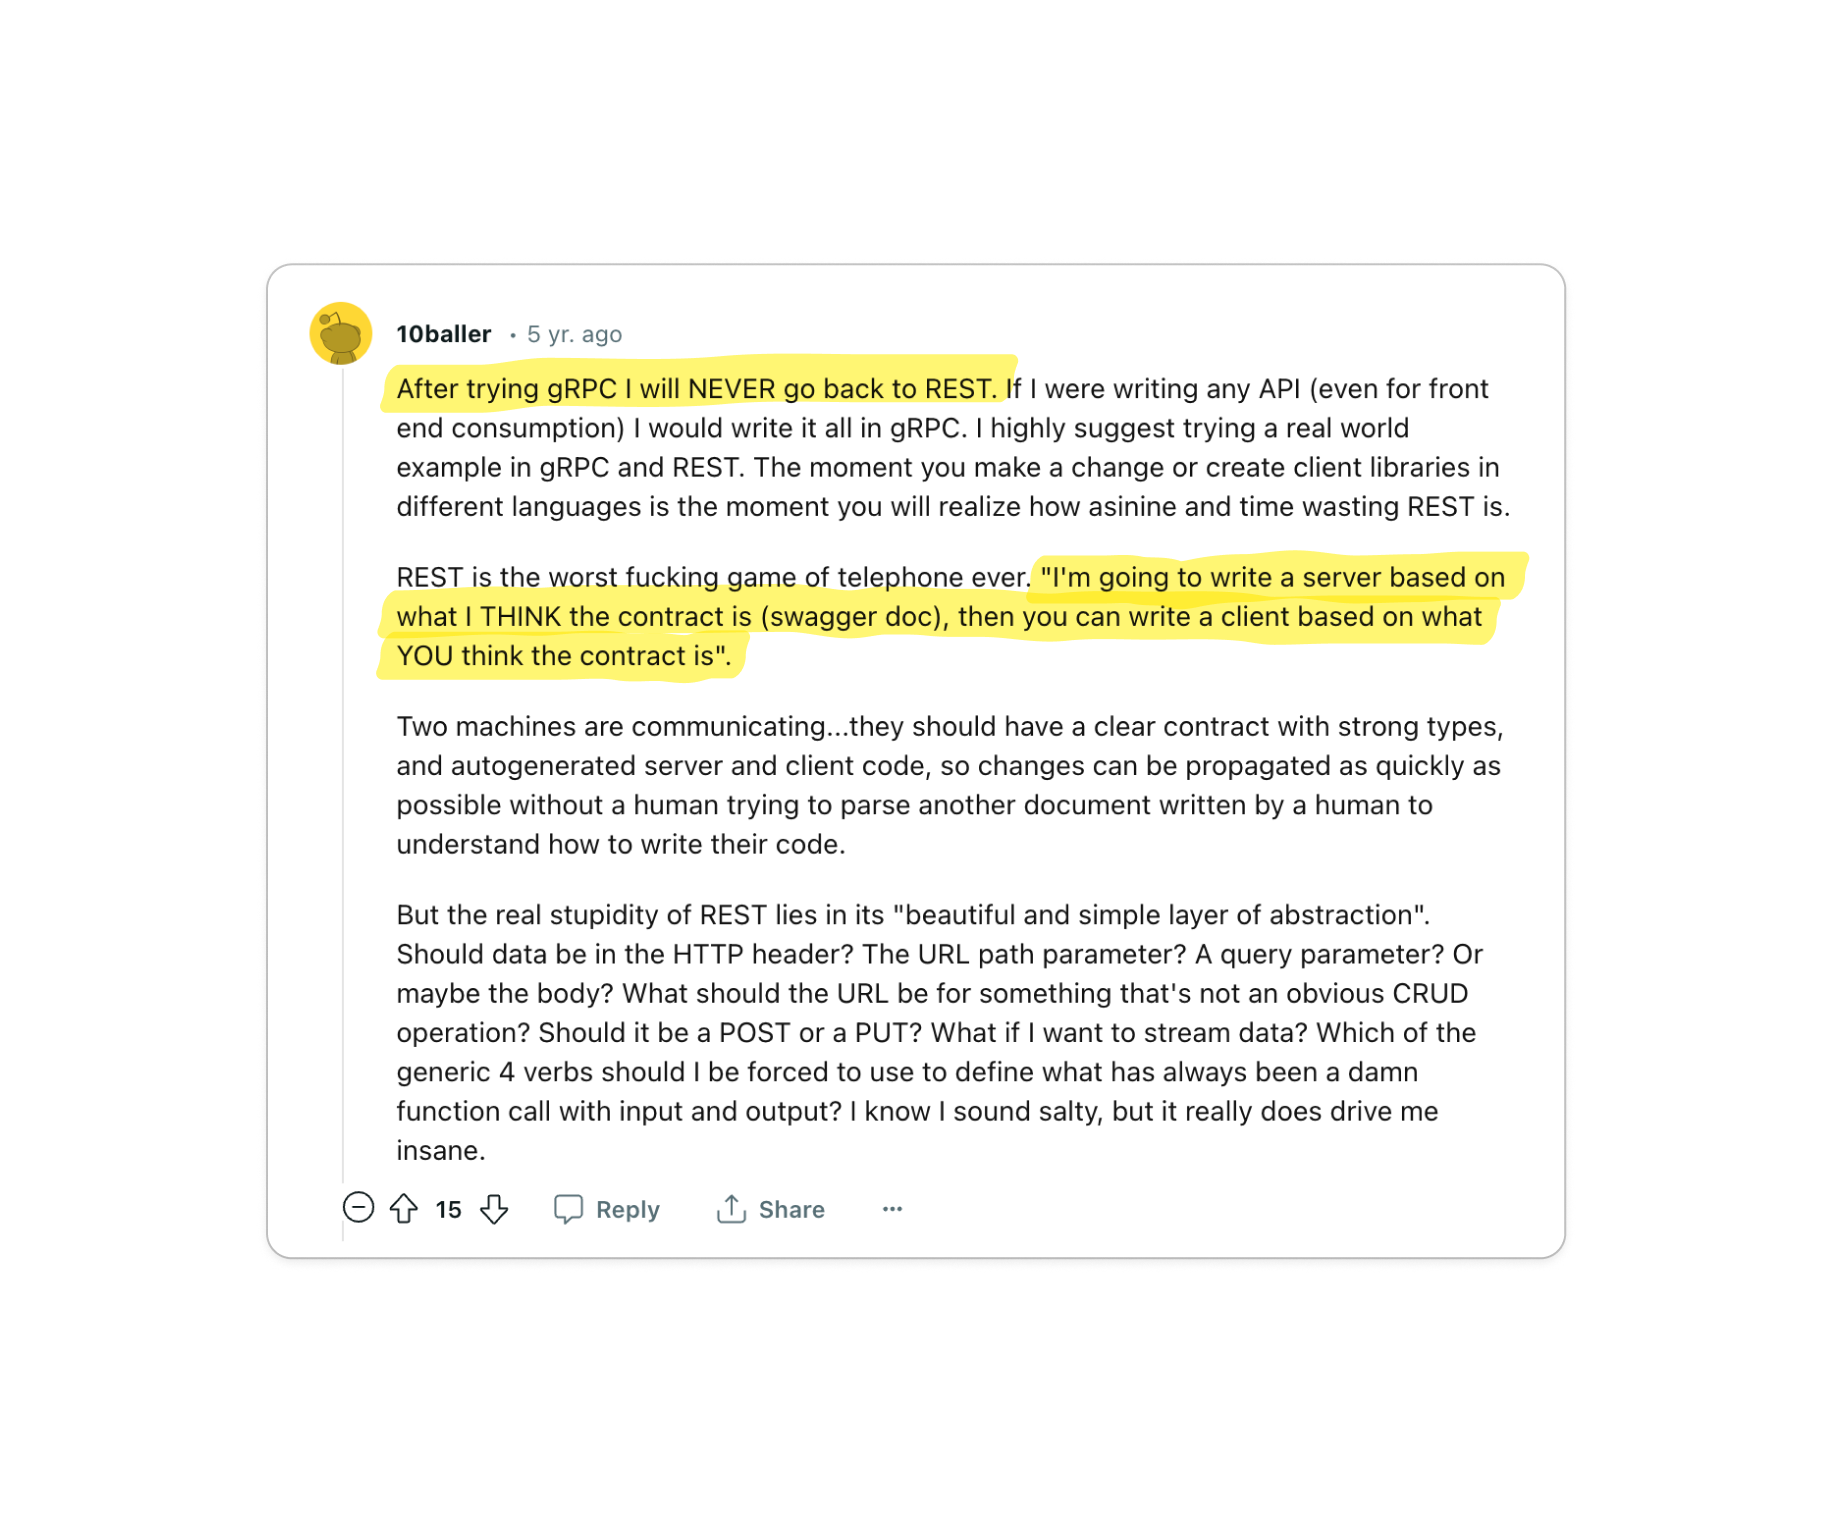 10baller • 5 yr. ago
After trying gRPC I will NEVER go back to REST. If I were writing any API (even for front
end consumption) I would write it all in gRPC. I highly suggest trying a real world
example in gRPC and REST. The moment you make a change or create client libraries in
different languages is the moment you will realize how asinine and time wasting REST is.
REST is the worst fucking game of telephone ever. "I'm going to write a server based on
what I THINK the contract is (swagger doc), then you can write a client based on what
YOU think the contract is".
Two machines are communicating...they should have a clear contract with strong types,
and autogenerated server and client code, so changes can be propagated as quickly as
possible without a human trying to parse another document written by a human to
understand how to write their code.
But the real stupidity of REST lies in its "beautiful and simple layer of abstraction".
Should data be in the HTTP header? The URL path parameter? A query parameter? Or
maybe the body? What should the URL be for something that's not an obvious CRUD
operation? Should it be a POST or a PUT? What if I want to stream data? Which of the
generic 4 verbs should I be forced to use to define what has always been a damn
function call with input and output? I know I sound salty, but it really does drive me
insane.
15 Reply Share ...